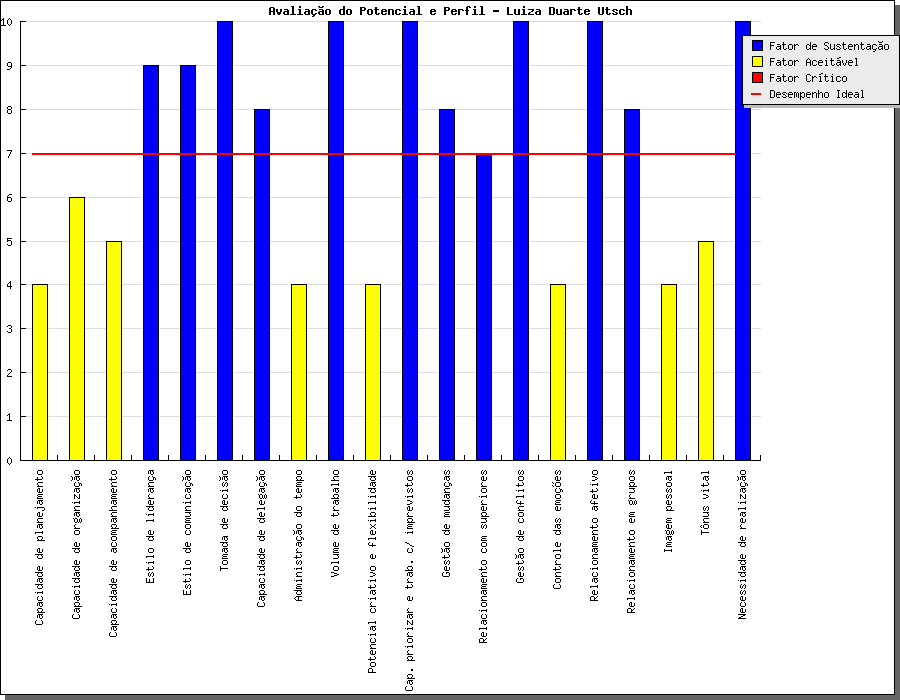 Avaliação do Potencial e Perfil - Luiza Duarte Utsch
Fator de Sustentação
Fator Aceitável
Fator Crítico
Desempenho Ideal
10
9
8
7
6
5
4
3
2
1
0
Capacidade de planejamento
Capacidade de organização
Capacidade de acompanhamento
Estilo de liderança
Estilo de comunicação
Tomada de decisão
Capacidade de delegação
Administração do tempo
Volume de trabalho
Potencial criativo e flexibilidade
Cap. priorizar e trab. c/ imprevistos
Gestão de mudanças
Relacionamento com superiores
Gestão de conflitos
Controle das emoções
Relacionamento afetivo
Relacionamento em grupos
Imagem pessoal
Tônus vital
Necessidade de realização